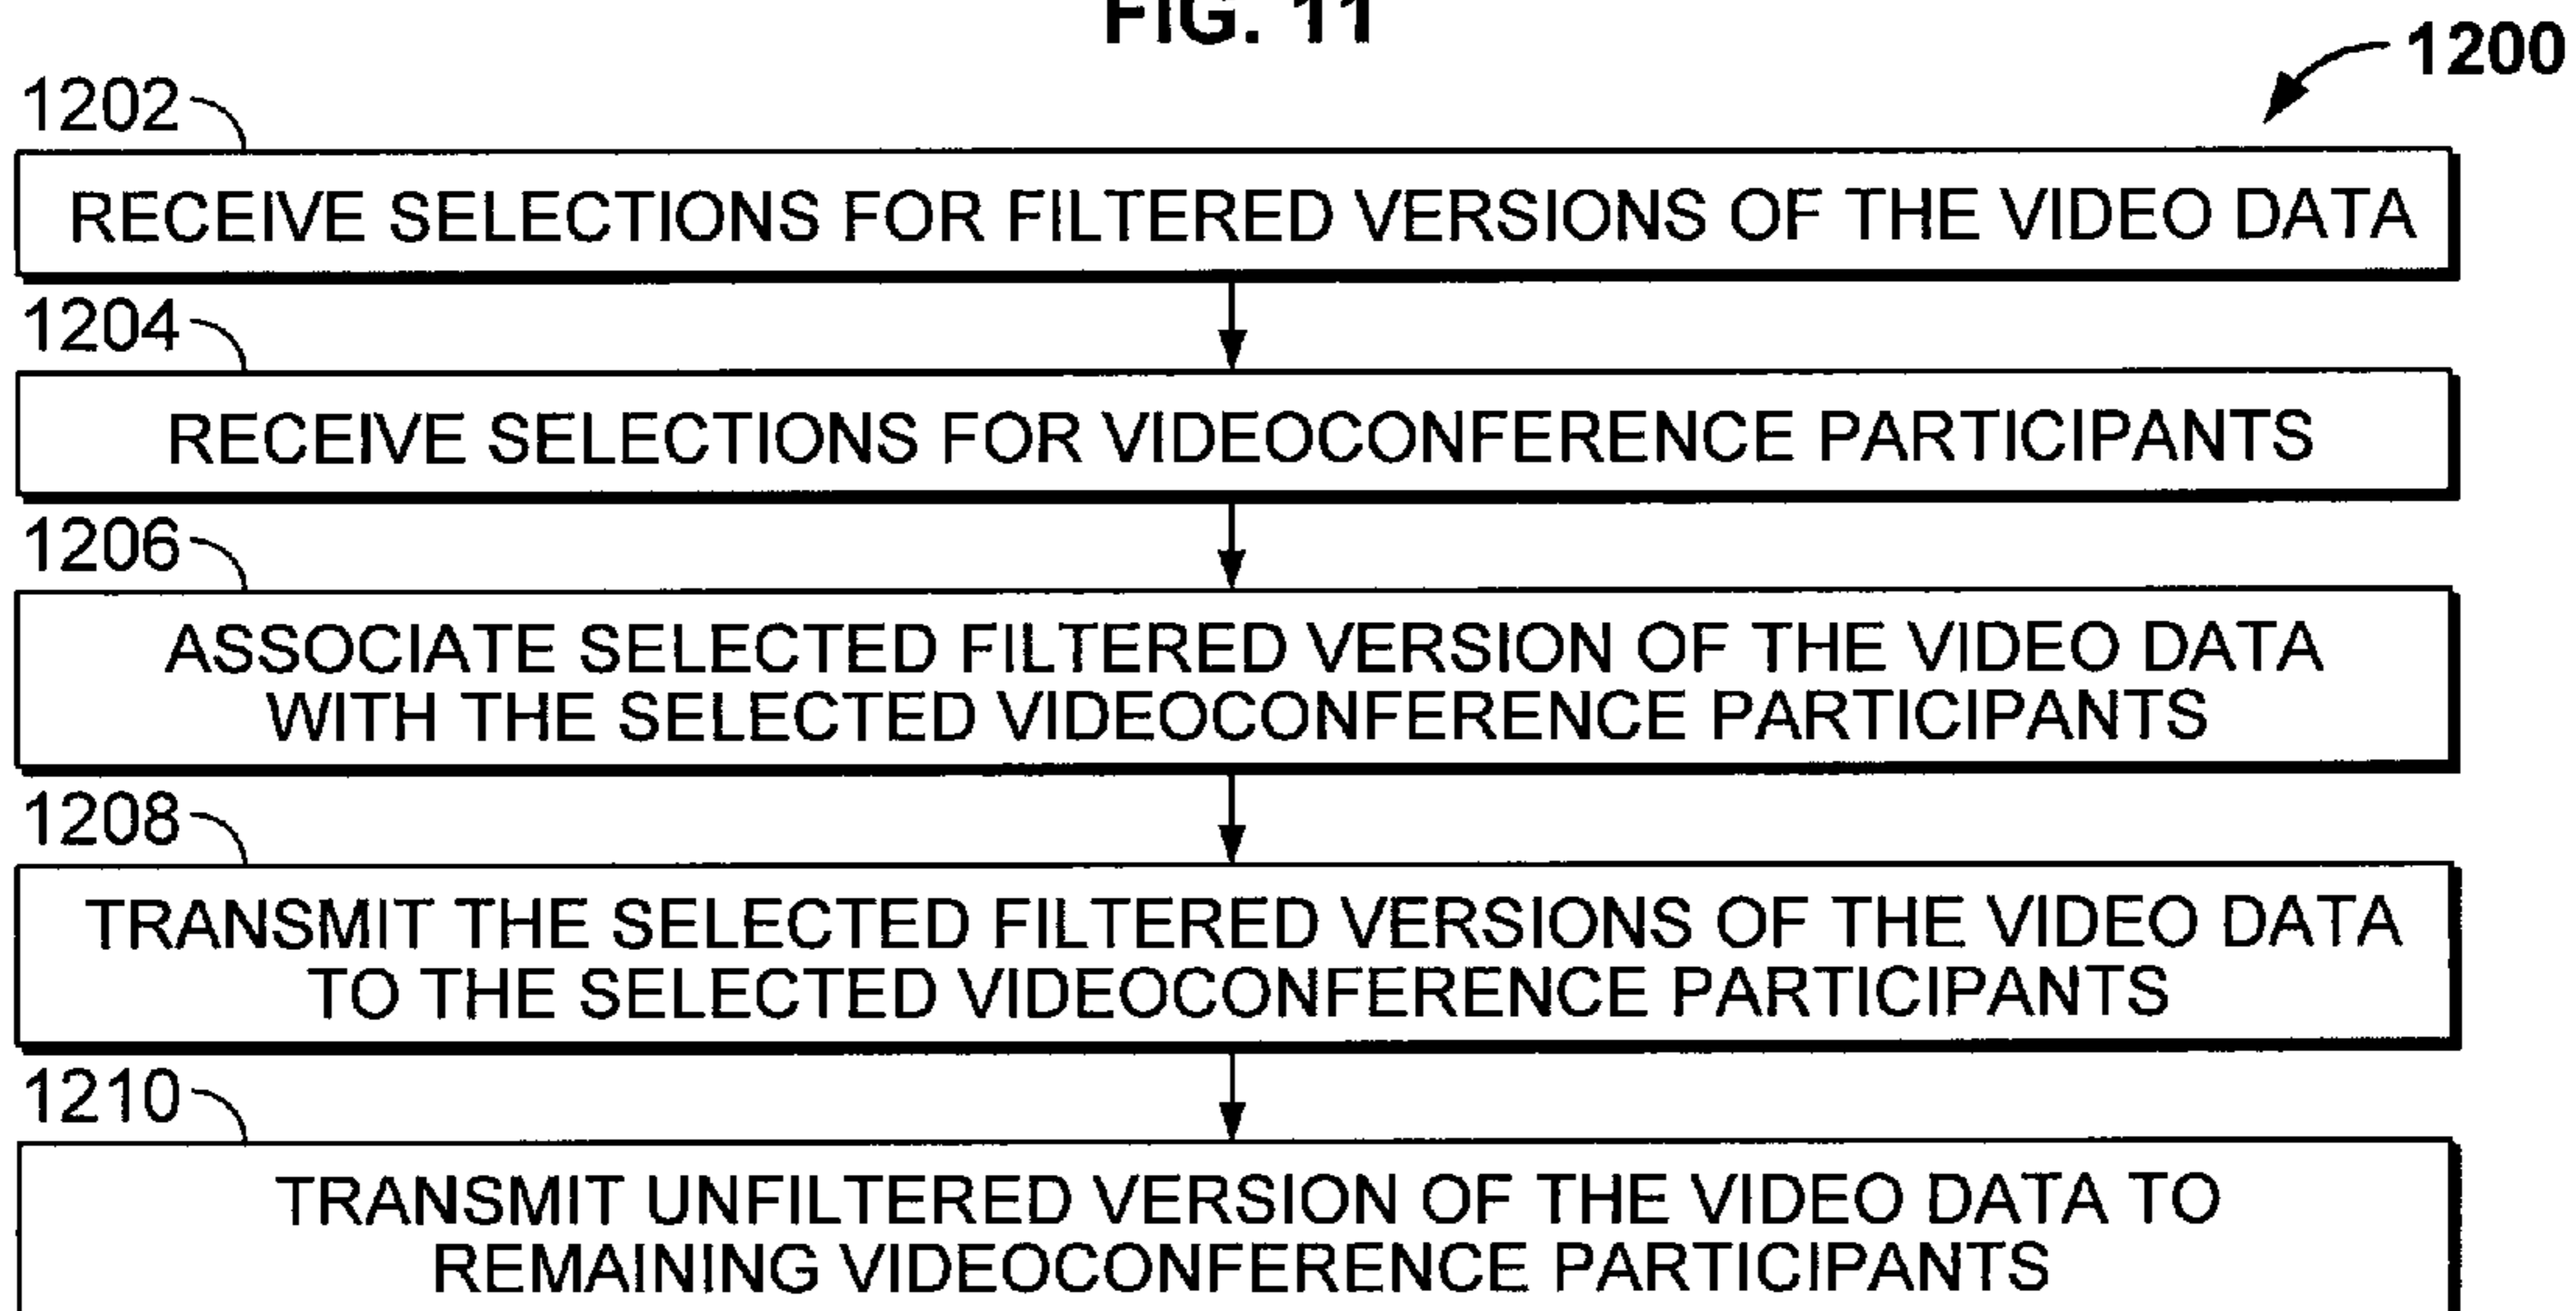 FIG. 11
1200
1202
RECEIVE SELECTIONS FOR FILTERED VERSIONS OF THE VIDEO DATA
1204
RECEIVE SELECTIONS FOR VIDEOCONFERENCE PARTICIPANTS
1206
ASSOCIATE SELECTED FILTERED VERSION OF THE VIDEO DATA
WITH THE SELECTED VIDEOCONFERENCE PARTICIPANTS
1208
TRANSMIT THE SELECTED FILTERED VERSIONS OF THE VIDEO DATA
TO THE SELECTED VIDEOCONFERENCE PARTICIPANTS
1210
TRANSMIT UNFILTERED VERSION OF THE VIDEO DATA TO
REMAINING VIDEOCONFERENCE PARTICIPANTS